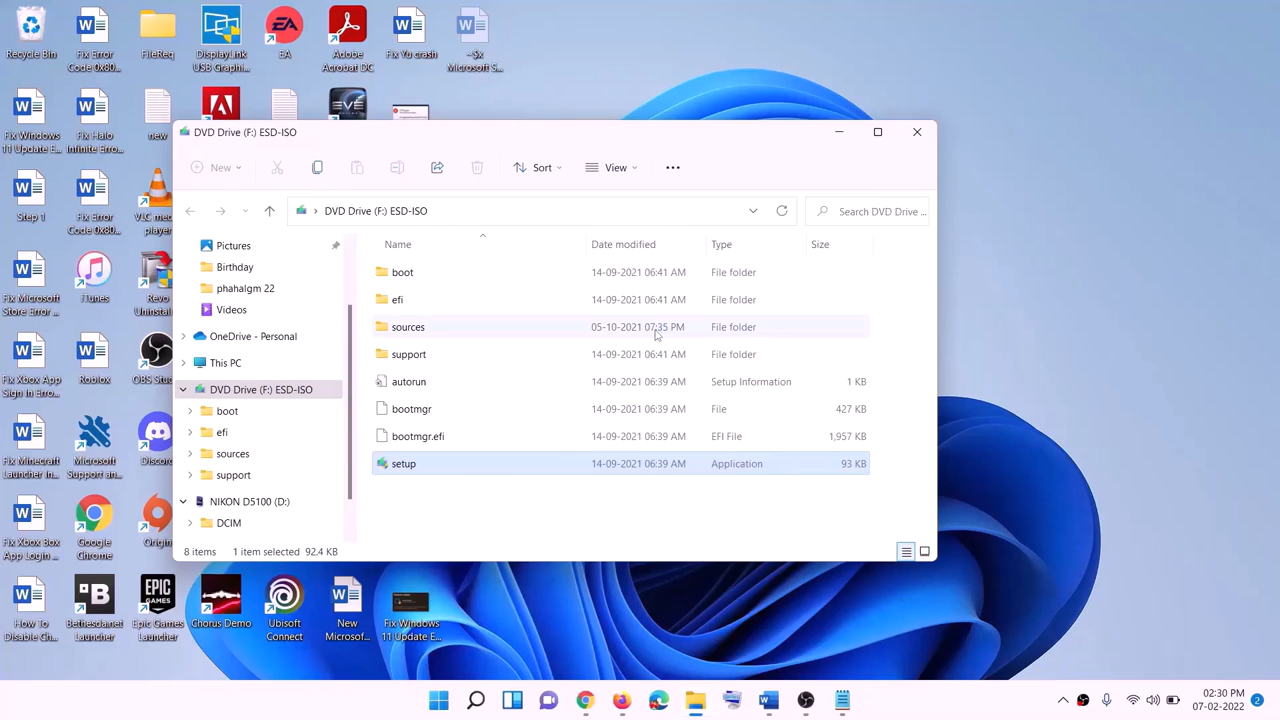 Recycle Bin
Fix Error Code 0x80...
FileReq
DisplayLink USB Graphi...
EA
Adobe Acrobat DC
Fix Yu crash
~$x Microsoft S...
Fix Windows 11 Update E...
Fix Halo Infinite Erro...
new
EVE
DVD Drive (F:) ESD-ISO
New
Sort
View
Step 1
Fix Error Code 0x80...
VLC media player
DVD Drive (F:) ESD-ISO
Search DVD Drive ...
Name
Date modified
Type
Size
Pictures
Birthday
phahalgm 22
Videos
OneDrive - Personal
This PC
DVD Drive (F:) ESD-ISO
boot
efi
sources
support
NIKON D5100 (D:)
DCIM
boot 14-09-2021 06:41 AM File folder
efi 14-09-2021 06:41 AM File folder
sources 05-10-2021 07:35 PM File folder
support 14-09-2021 06:41 AM File folder
autorun 14-09-2021 06:39 AM Setup Information 1 KB
bootmgr 14-09-2021 06:39 AM File 427 KB
bootmgr.efi 14-09-2021 06:39 AM EFI File 1,957 KB
setup 14-09-2021 06:39 AM Application 93 KB
8 items 1 item selected 92.4 KB
Fix Microsoft Store Error ...
iTunes
Revo Uninstal...
Fix Xbox App Sign In Error...
Roblox
OBS Stud
Fix Minecraft Launcher In...
Microsoft Support an...
Discord
Fix Xbox Box App Login ...
Google Chrome
Origin
How To Disable Ch...
Bethesda.net Launcher
Epic Games Launcher
Chorus Demo
Ubisoft Connect
New Microsof...
Fix Windows 11 Update E...
02:30 PM
07-02-2022
2